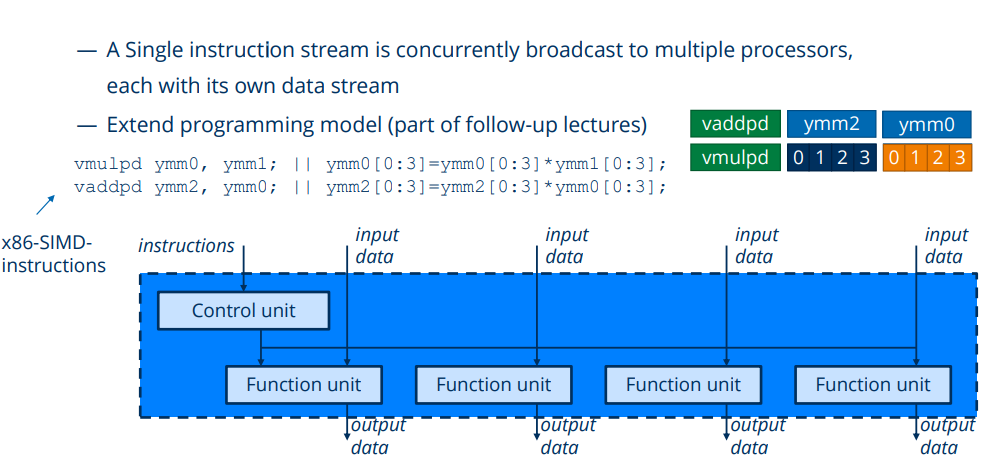 — A Single instruction stream is concurrently broadcast to multiple processors,
each with its own data stream
— Extend programming model (part of follow-up lectures)
vaddpd ymm2 ymm0
vmulpd 0 1 2 3 0 1 2 3
vmulpd ymm0, ymm1; || ymm0[0:3]=ymm0[0:3]*ymm1[0:3];
vaddpd ymm2, ymm0; || ymm2[0:3]=ymm2[0:3]*ymm0[0:3];
x86-SIMD-
instructions
instructions
input
data
input
data
input
data
input
data
Control unit
Function unit
Function unit
Function unit
Function unit
output
data
output
data
output
data
output
data